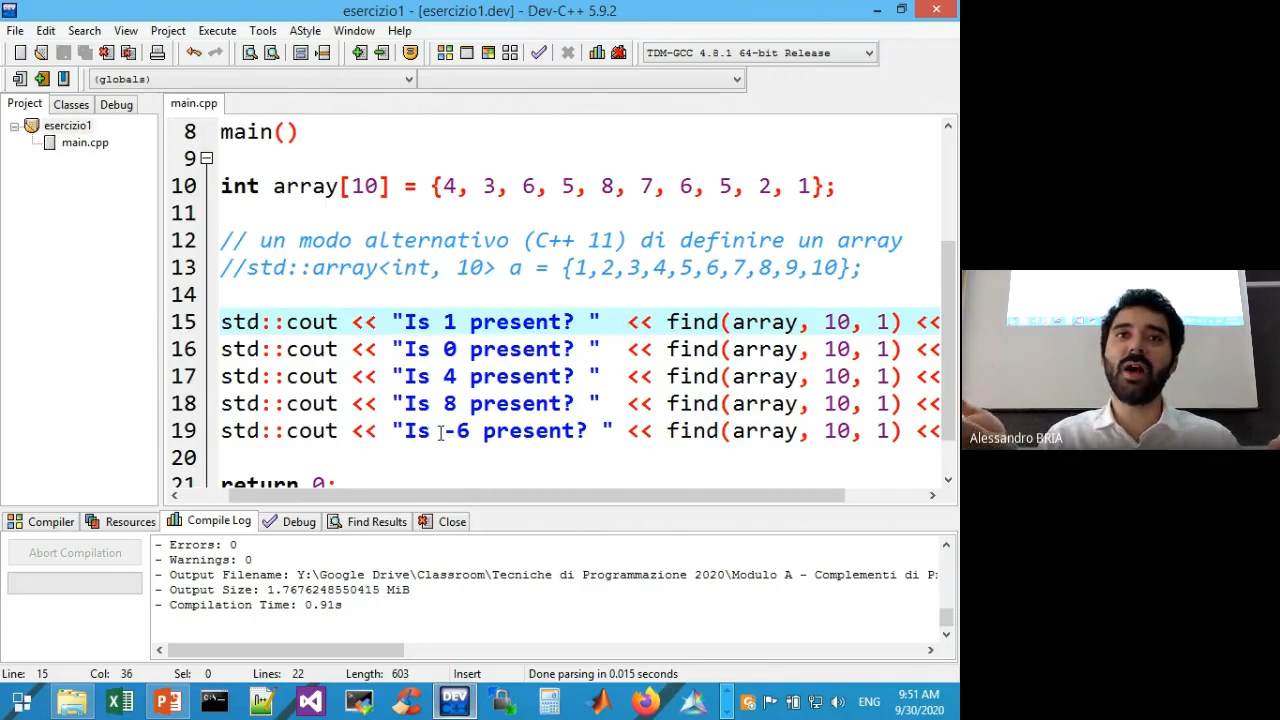 esercizio1 - [esercizio1.dev] - Dev-C++ 5.9.2
File Edit Search View Project Execute Tools AStyle Window Help
TDM-GCC 4.8.1 64-bit Release
(globals)
Project Classes Debug
main.cpp
esercizio1
main.cpp
8 main()
9
10 int array[10] = {4, 3, 6, 5, 8, 7, 6, 5, 2, 1};
11
12 // un modo alternativo (C++ 11) di definire un array
13 //std::array<int, 10> a = {1,2,3,4,5,6,7,8,9,10};
14
15 std::cout << "Is 1 present? " << find(array, 10, 1) <<
16 std::cout << "Is 0 present? " << find(array, 10, 1) <<
17 std::cout << "Is 4 present? " << find(array, 10, 1) <<
18 std::cout << "Is 8 present? " << find(array, 10, 1) <<
19 std::cout << "Is -6 present? " << find(array, 10, 1) <<
20
21 return 0;
Alessandro BRIA
Compiler Resources Compile Log Debug Find Results Close
Abort Compilation
- Errors: 0
- Warnings: 0
- Output Filename: Y:\Google Drive\Classroom\Tecniche di Programmazione 2020\Modulo A - Complementi di P
- Output Size: 1.7676248550415 MiB
- Compilation Time: 0.91s
Line: 15 Col: 36 Sel: 0 Lines: 22 Length: 603 Insert Done parsing in 0.015 seconds
DEV
ENG
9:51 AM
9/30/2020